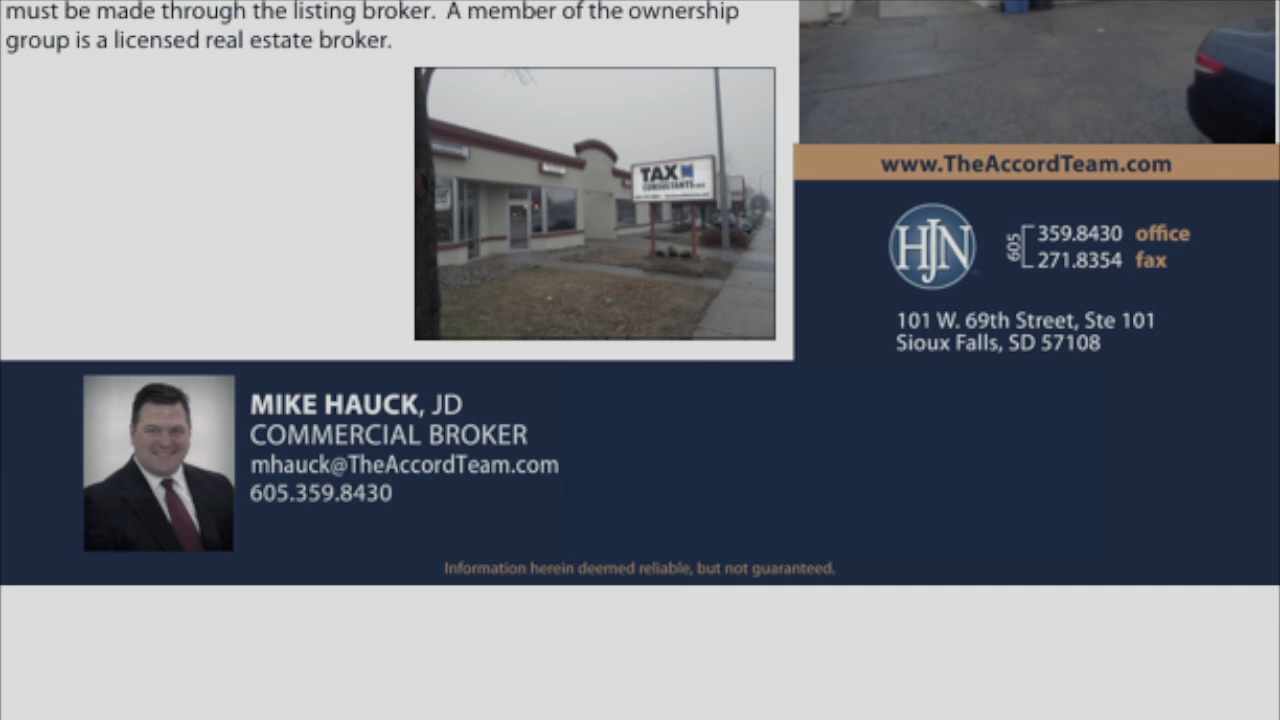 must be made through the listing broker. A member of the ownership
group is a licensed real estate broker.
TAX
CONSULTANTS
www.TheAccordTeam.com
HJN
605
359.8430 office
271.8354 fax
101 W. 69th Street, Ste 101
Sioux Falls, SD 57108
MIKE HAUCK, JD
COMMERCIAL BROKER
mhauck@TheAccordTeam.com
605.359.8430
Information herein deemed reliable, but not guaranteed.